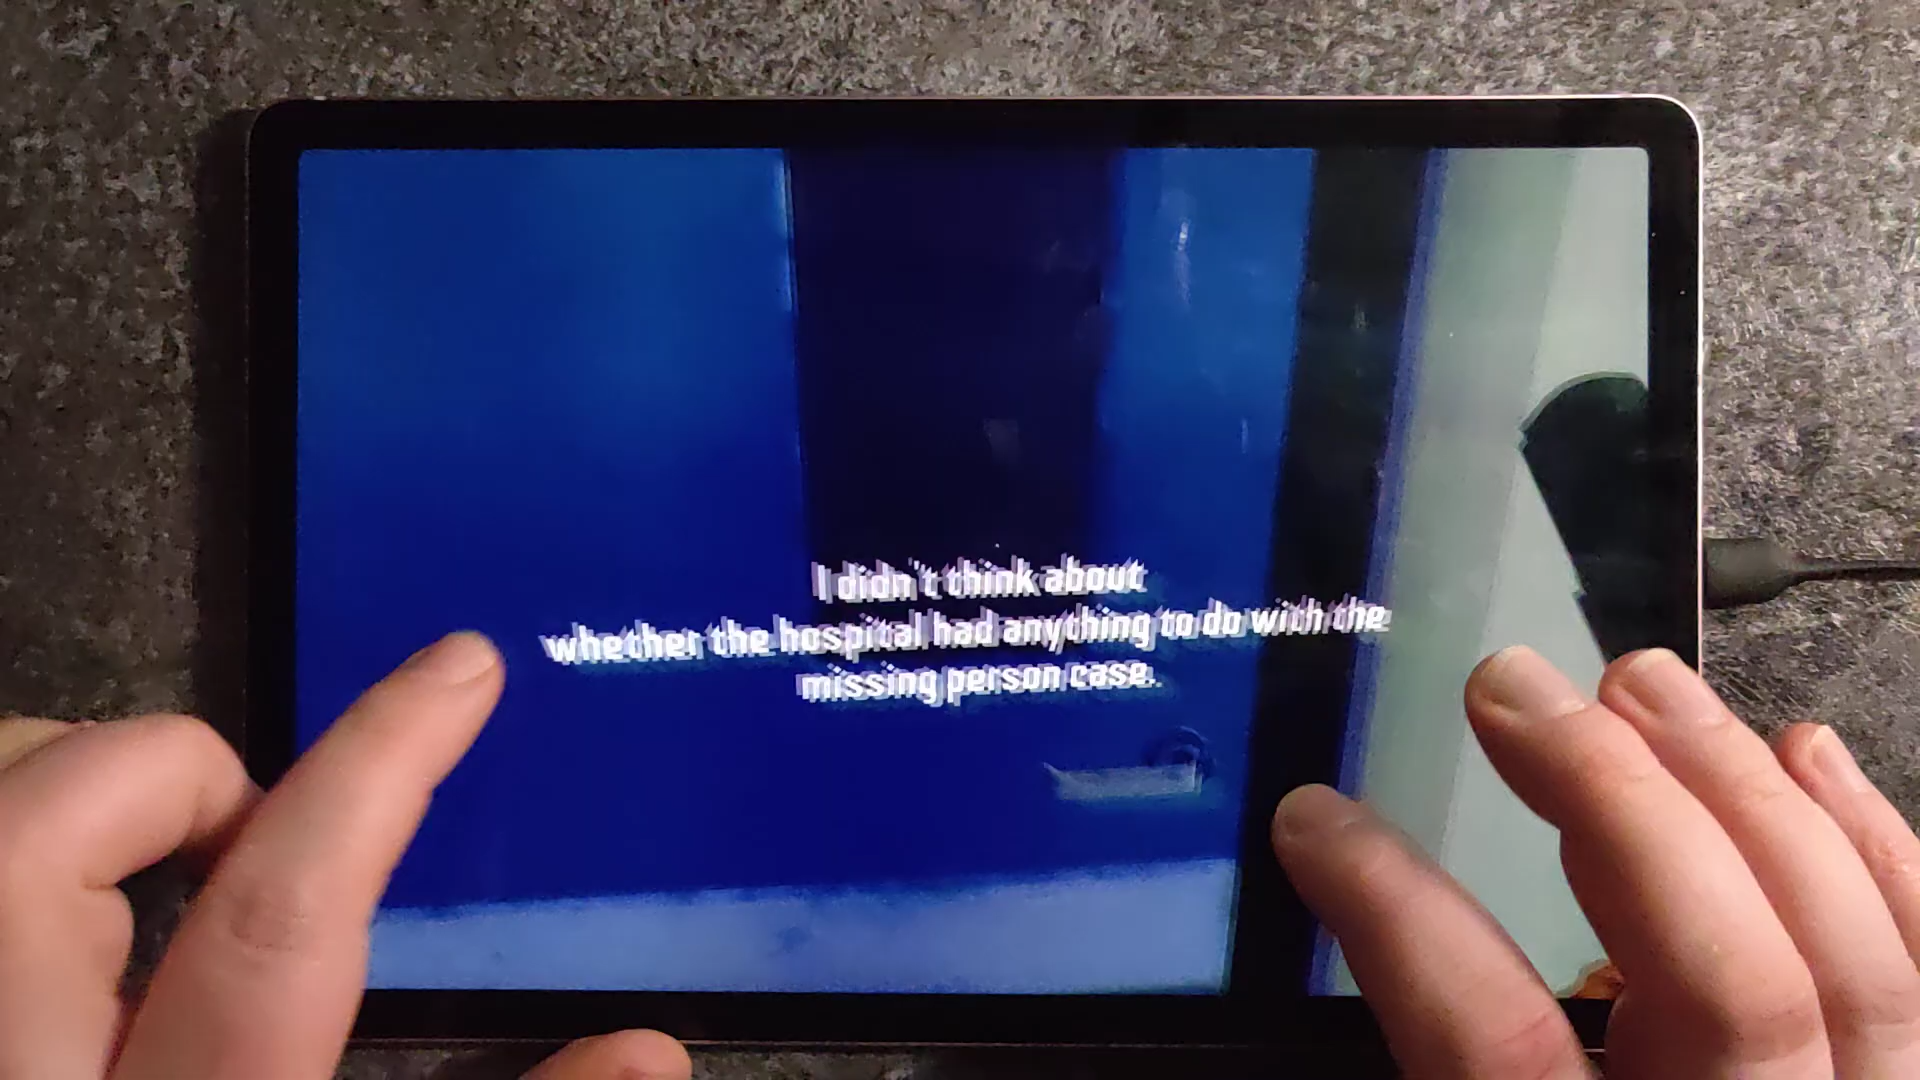 I didn't think about
whether the hospital had anything to do with the
missing person case.